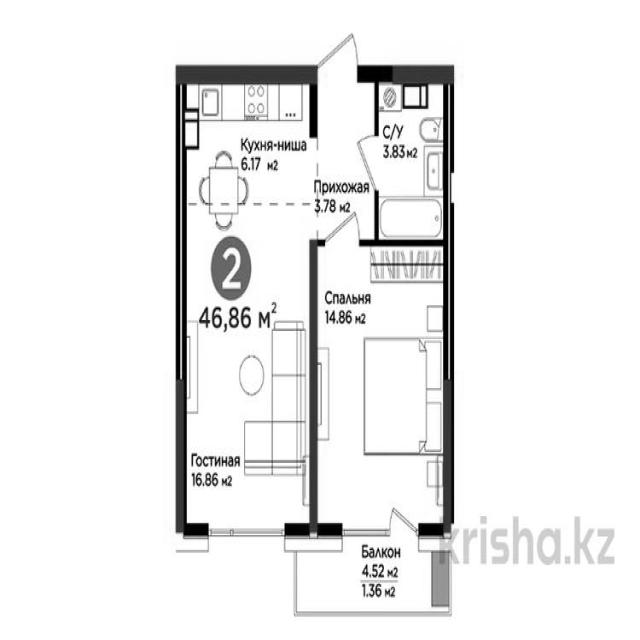 Кухня-ниша
6.17 м2
С/У
3.83 м2
Прихожая
3.78 м2
2
46,86 м2
Спальня
14.86 м2
Гостиная
16.86 м2
Балкон
4.52 м2
1.36 м2
krisha.kz